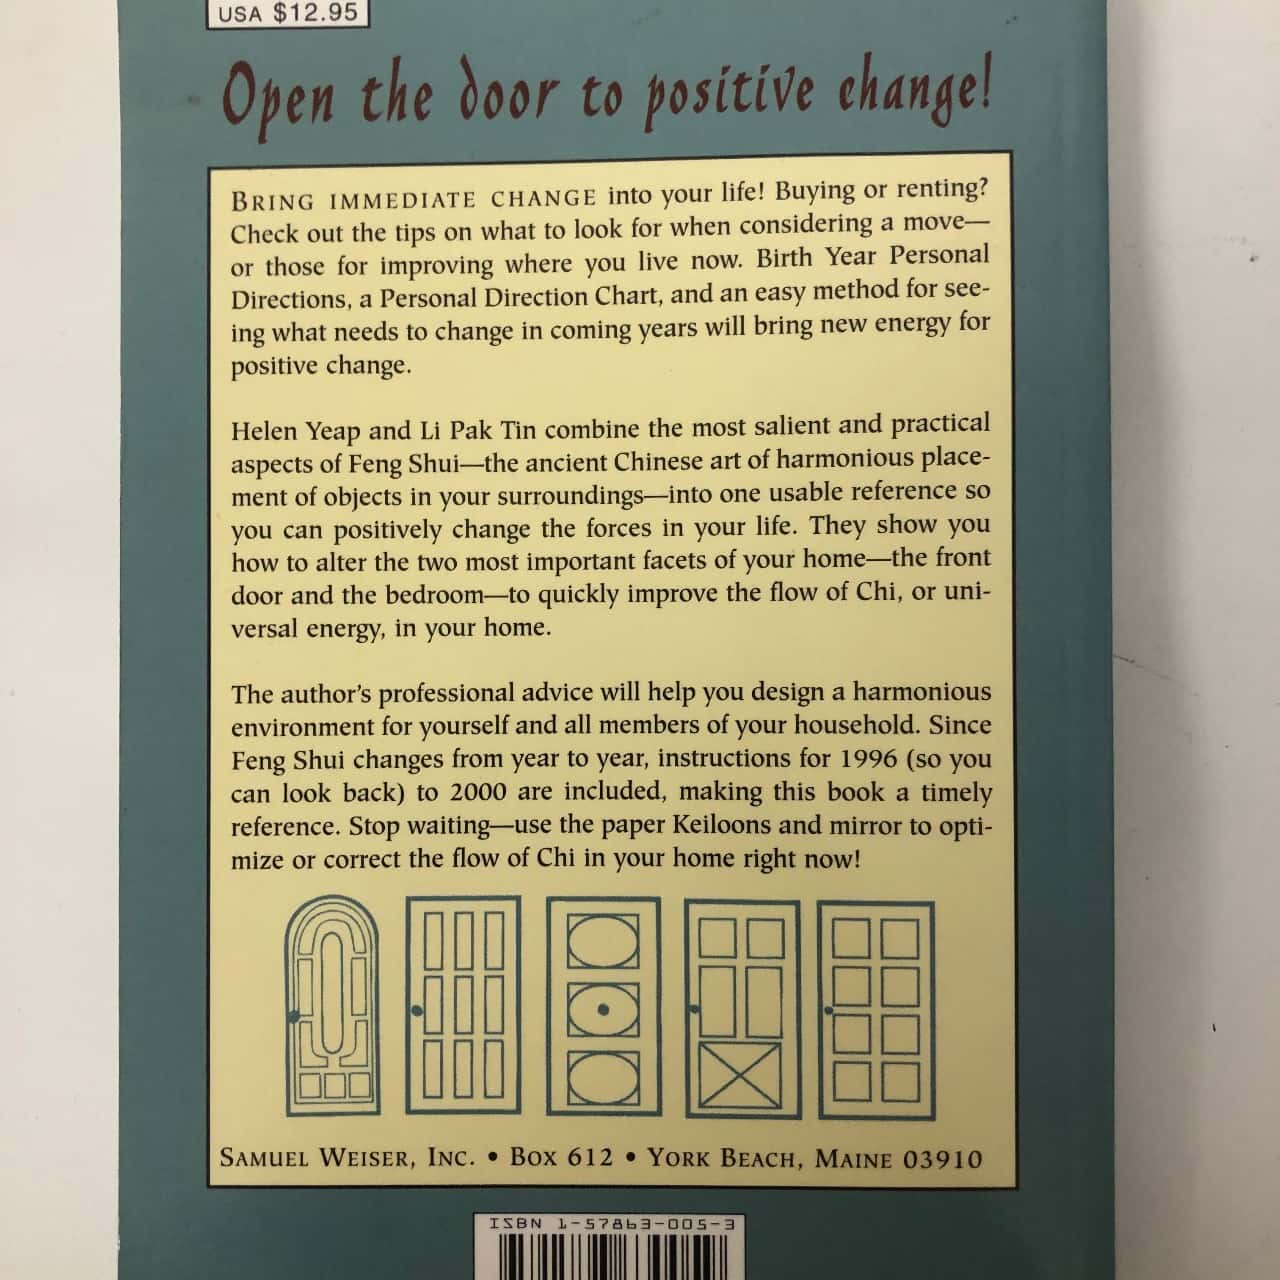 USA $12.95
Open the door to positive change!
BRING IMMEDIATE CHANGE into your life! Buying or renting?
Check out the tips on what to look for when considering a move—
or those for improving where you live now. Birth Year Personal
Directions, a Personal Direction Chart, and an easy method for see-
ing what needs to change in coming years will bring new energy for
positive change.
Helen Yeap and Li Pak Tin combine the most salient and practical
aspects of Feng Shui—the ancient Chinese art of harmonious place-
ment of objects in your surroundings—into one usable reference so
you can positively change the forces in your life. They show you
how to alter the two most important facets of your home—the front
door and the bedroom—to quickly improve the flow of Chi, or uni-
versal energy, in your home.
The author's professional advice will help you design a harmonious
environment for yourself and all members of your household. Since
Feng Shui changes from year to year, instructions for 1996 (so you
can look back) to 2000 are included, making this book a timely
reference. Stop waiting—use the paper Keiloons and mirror to opti-
mize or correct the flow of Chi in your home right now!
SAMUEL WEISER, INC. • BOX 612 • YORK BEACH, MAINE 03910
ISBN 1-57863-005-3